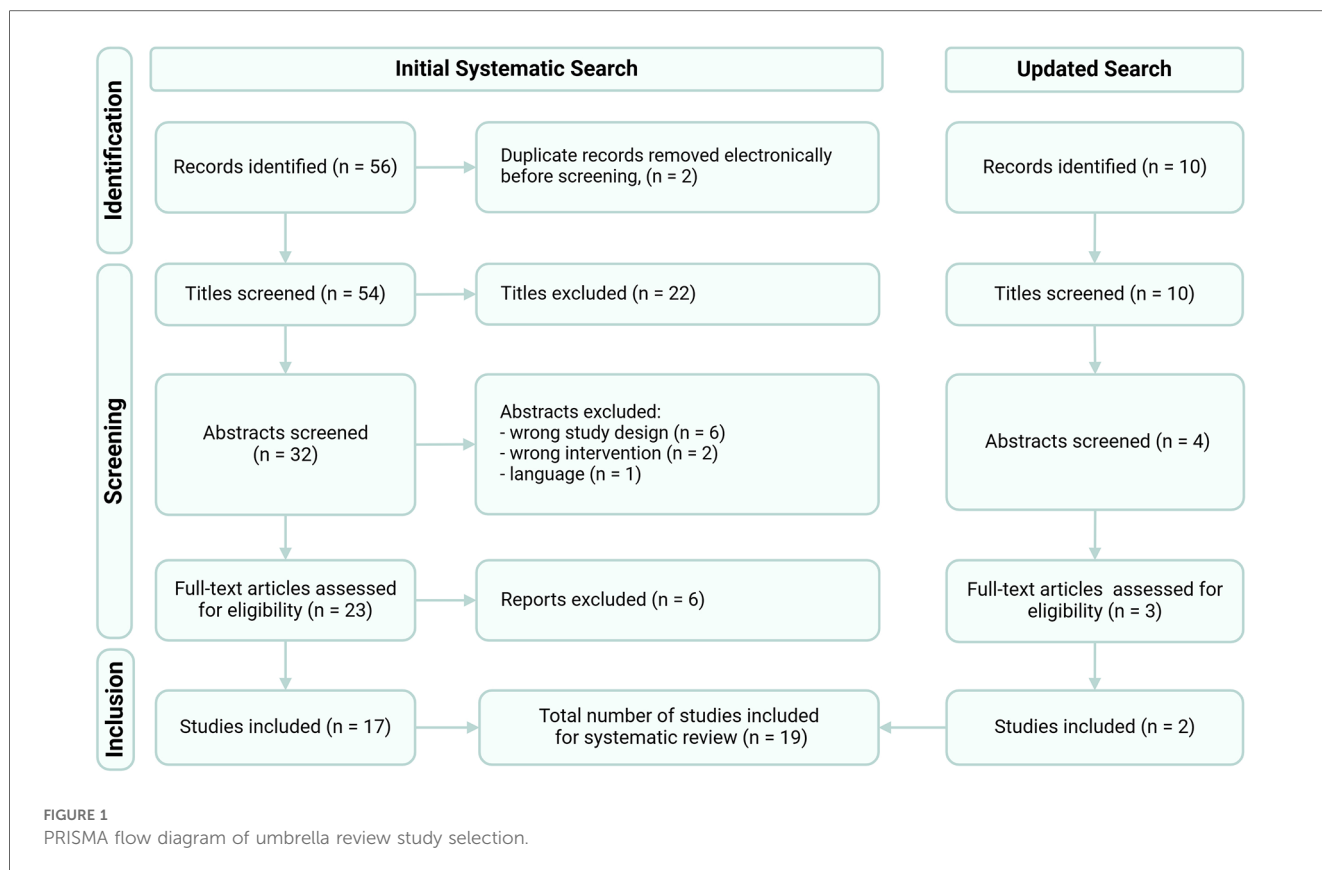 Identification
Initial Systematic Search
Updated Search
Records identified (n = 56)
Duplicate records removed electronically
before screening, (n = 2)
Records identified (n = 10)
Screening
Titles screened (n = 54)
Titles excluded (n = 22)
Titles screened (n = 10)
Abstracts screened
(n = 32)
Abstracts excluded:
- wrong study design (n = 6)
- wrong intervention (n = 2)
- language (n = 1)
Abstracts screened (n = 4)
Full-text articles assessed
for eligibility (n = 23)
Reports excluded (n = 6)
Full-text articles assessed for
eligibility (n = 3)
Inclusion
Studies included (n = 17)
Total number of studies included
for systematic review (n = 19)
Studies included (n = 2)
FIGURE 1
PRISMA flow diagram of umbrella review study selection.